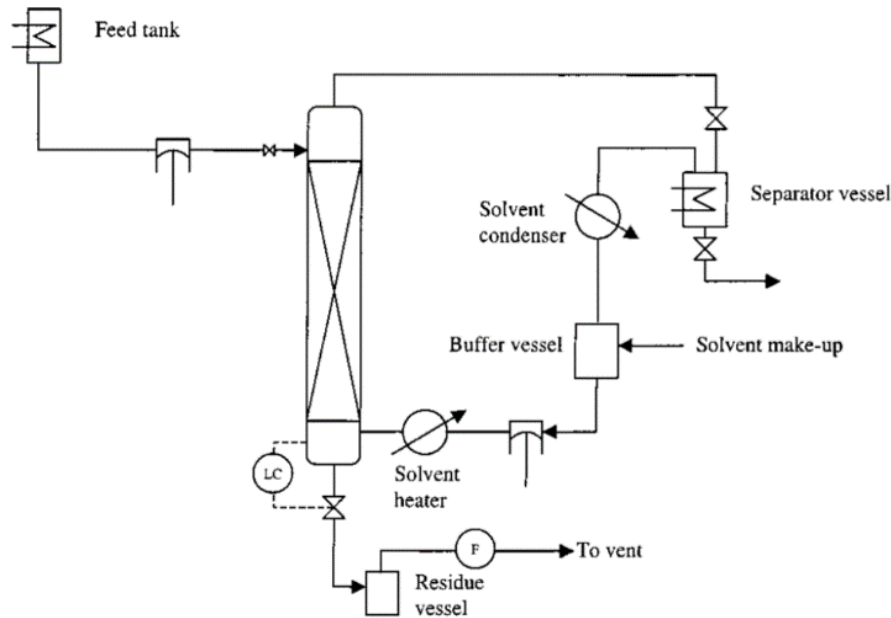 Feed tank
Separator vessel
Solvent
condenser
Buffer vessel
Solvent make-up
LC
Solvent
heater
F
To vent
Residue
vessel